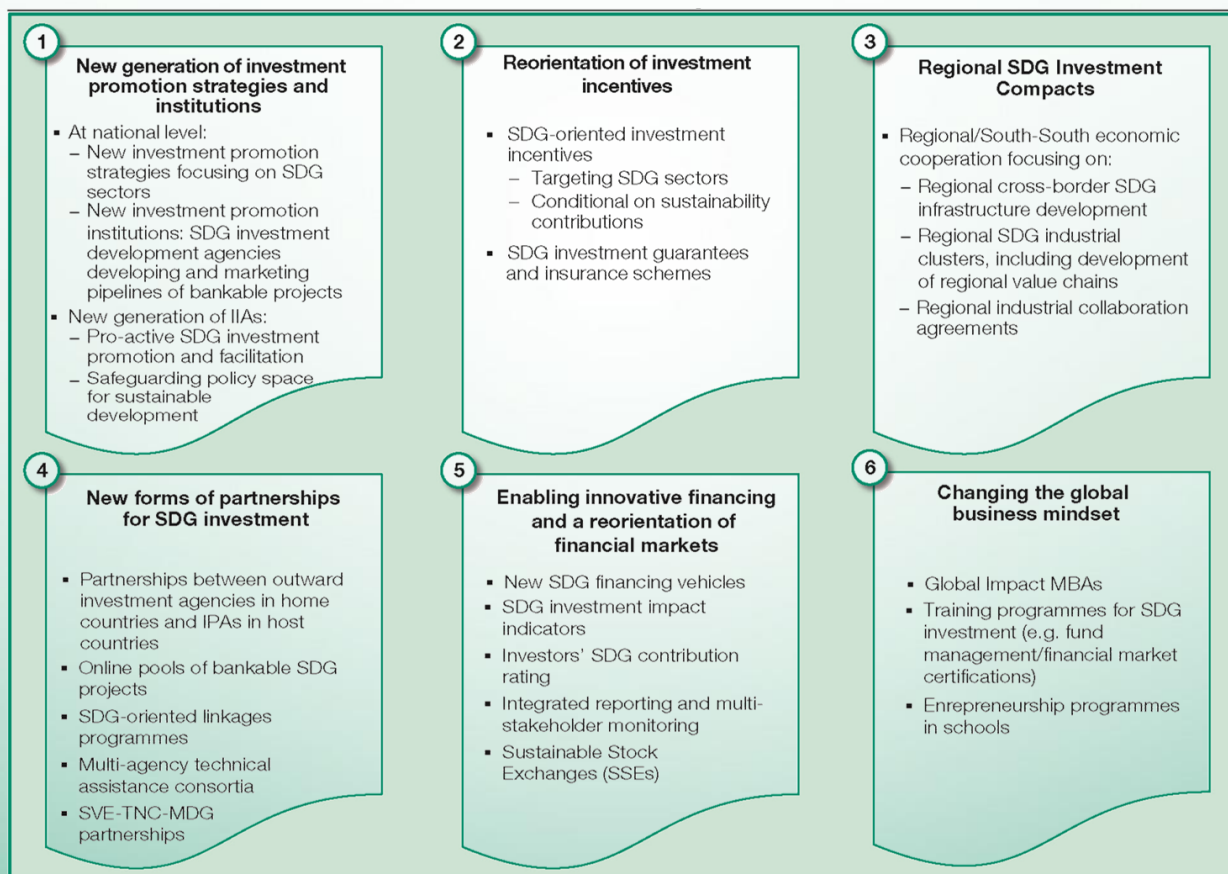 1
New generation of investment
promotion strategies and
institutions
▪ At national level:
– New investment promotion
strategies focusing on SDG
sectors
– New investment promotion
institutions: SDG investment
development agencies
developing and marketing
pipelines of bankable projects
▪ New generation of IIAs:
– Pro-active SDG investment
promotion and facilitation
– Safeguarding policy space
for sustainable
development
2
Reorientation of investment
incentives
▪ SDG-oriented investment
incentives
– Targeting SDG sectors
– Conditional on sustainability
contributions
▪ SDG investment guarantees
and insurance schemes
3
Regional SDG Investment
Compacts
▪ Regional/South-South economic
cooperation focusing on:
– Regional cross-border SDG
infrastructure development
– Regional SDG industrial
clusters, including development
of regional value chains
– Regional industrial collaboration
agreements
4
New forms of partnerships
for SDG investment
▪ Partnerships between outward
investment agencies in home
countries and IPAs in host
countries
▪ Online pools of bankable SDG
projects
▪ SDG-oriented linkages
programmes
▪ Multi-agency technical
assistance consortia
▪ SVE-TNC-MDG
partnerships
5
Enabling innovative financing
and a reorientation of
financial markets
▪ New SDG financing vehicles
▪ SDG investment impact
indicators
▪ Investors' SDG contribution
rating
▪ Integrated reporting and multi-
stakeholder monitoring
▪ Sustainable Stock
Exchanges (SSEs)
6
Changing the global
business mindset
▪ Global Impact MBAs
▪ Training programmes for SDG
investment (e.g. fund
management/financial market
certifications)
▪ Enrepreneurship programmes
in schools